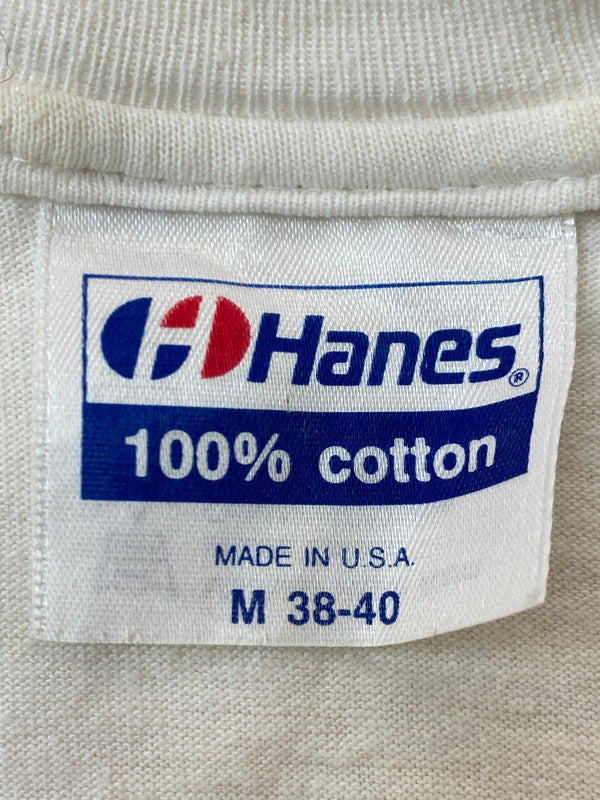 Hanes®
100% cotton
MADE IN U.S.A.
M 38-40